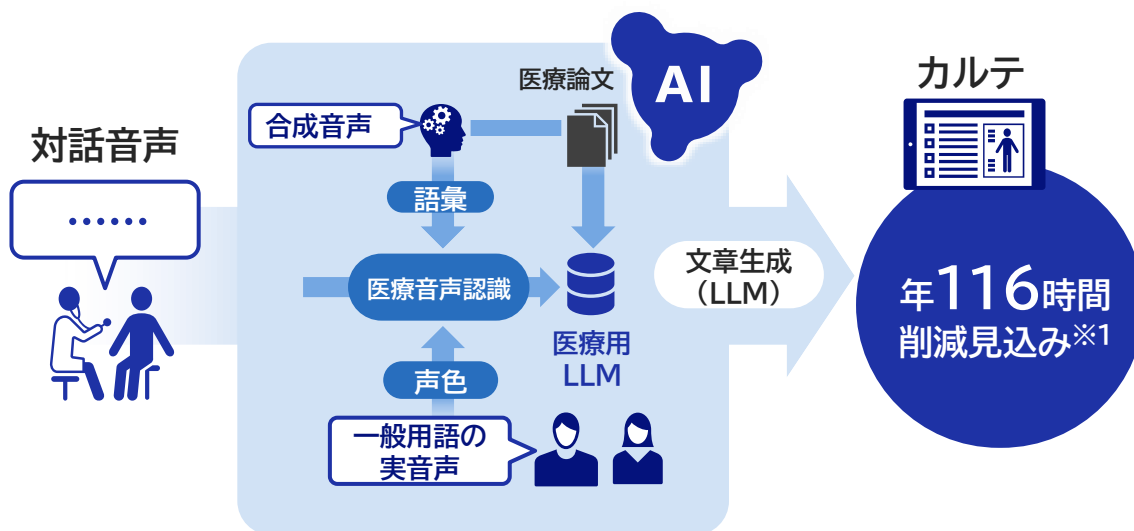 対話音声
……
合成音声
医療論文
AI
語彙
医療音声認識
声色
一般用語の
実音声
医療用
LLM
文章生成
（LLM）
カルテ
年116時間
削減見込み※1